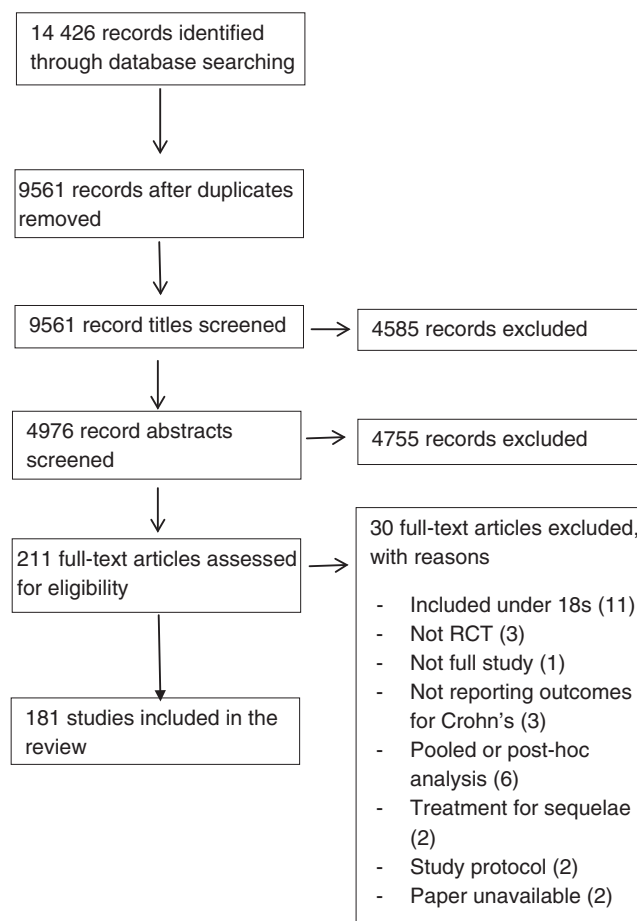 14 426 records identified
through database searching
9561 records after duplicates
removed
9561 record titles screened
4585 records excluded
4976 record abstracts
screened
4755 records excluded
211 full-text articles assessed
for eligibility
30 full-text articles excluded,
with reasons
- Included under 18s (11)
- Not RCT (3)
- Not full study (1)
- Not reporting outcomes
for Crohn's (3)
- Pooled or post-hoc
analysis (6)
- Treatment for sequelae
(2)
- Study protocol (2)
- Paper unavailable (2)
181 studies included in the
review